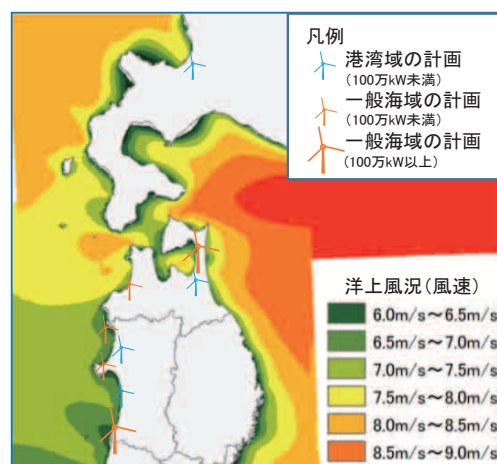 凡例
港湾域の計画
(100万kW未満)
一般海域の計画
(100万kW未満)
一般海域の計画
(100万kW以上)
洋上風況(風速)
6.0m/s～6.5m/s
6.5m/s～7.0m/s
7.0m/s～7.5m/s
7.5m/s～8.0m/s
8.0m/s～8.5m/s
8.5m/s～9.0m/s